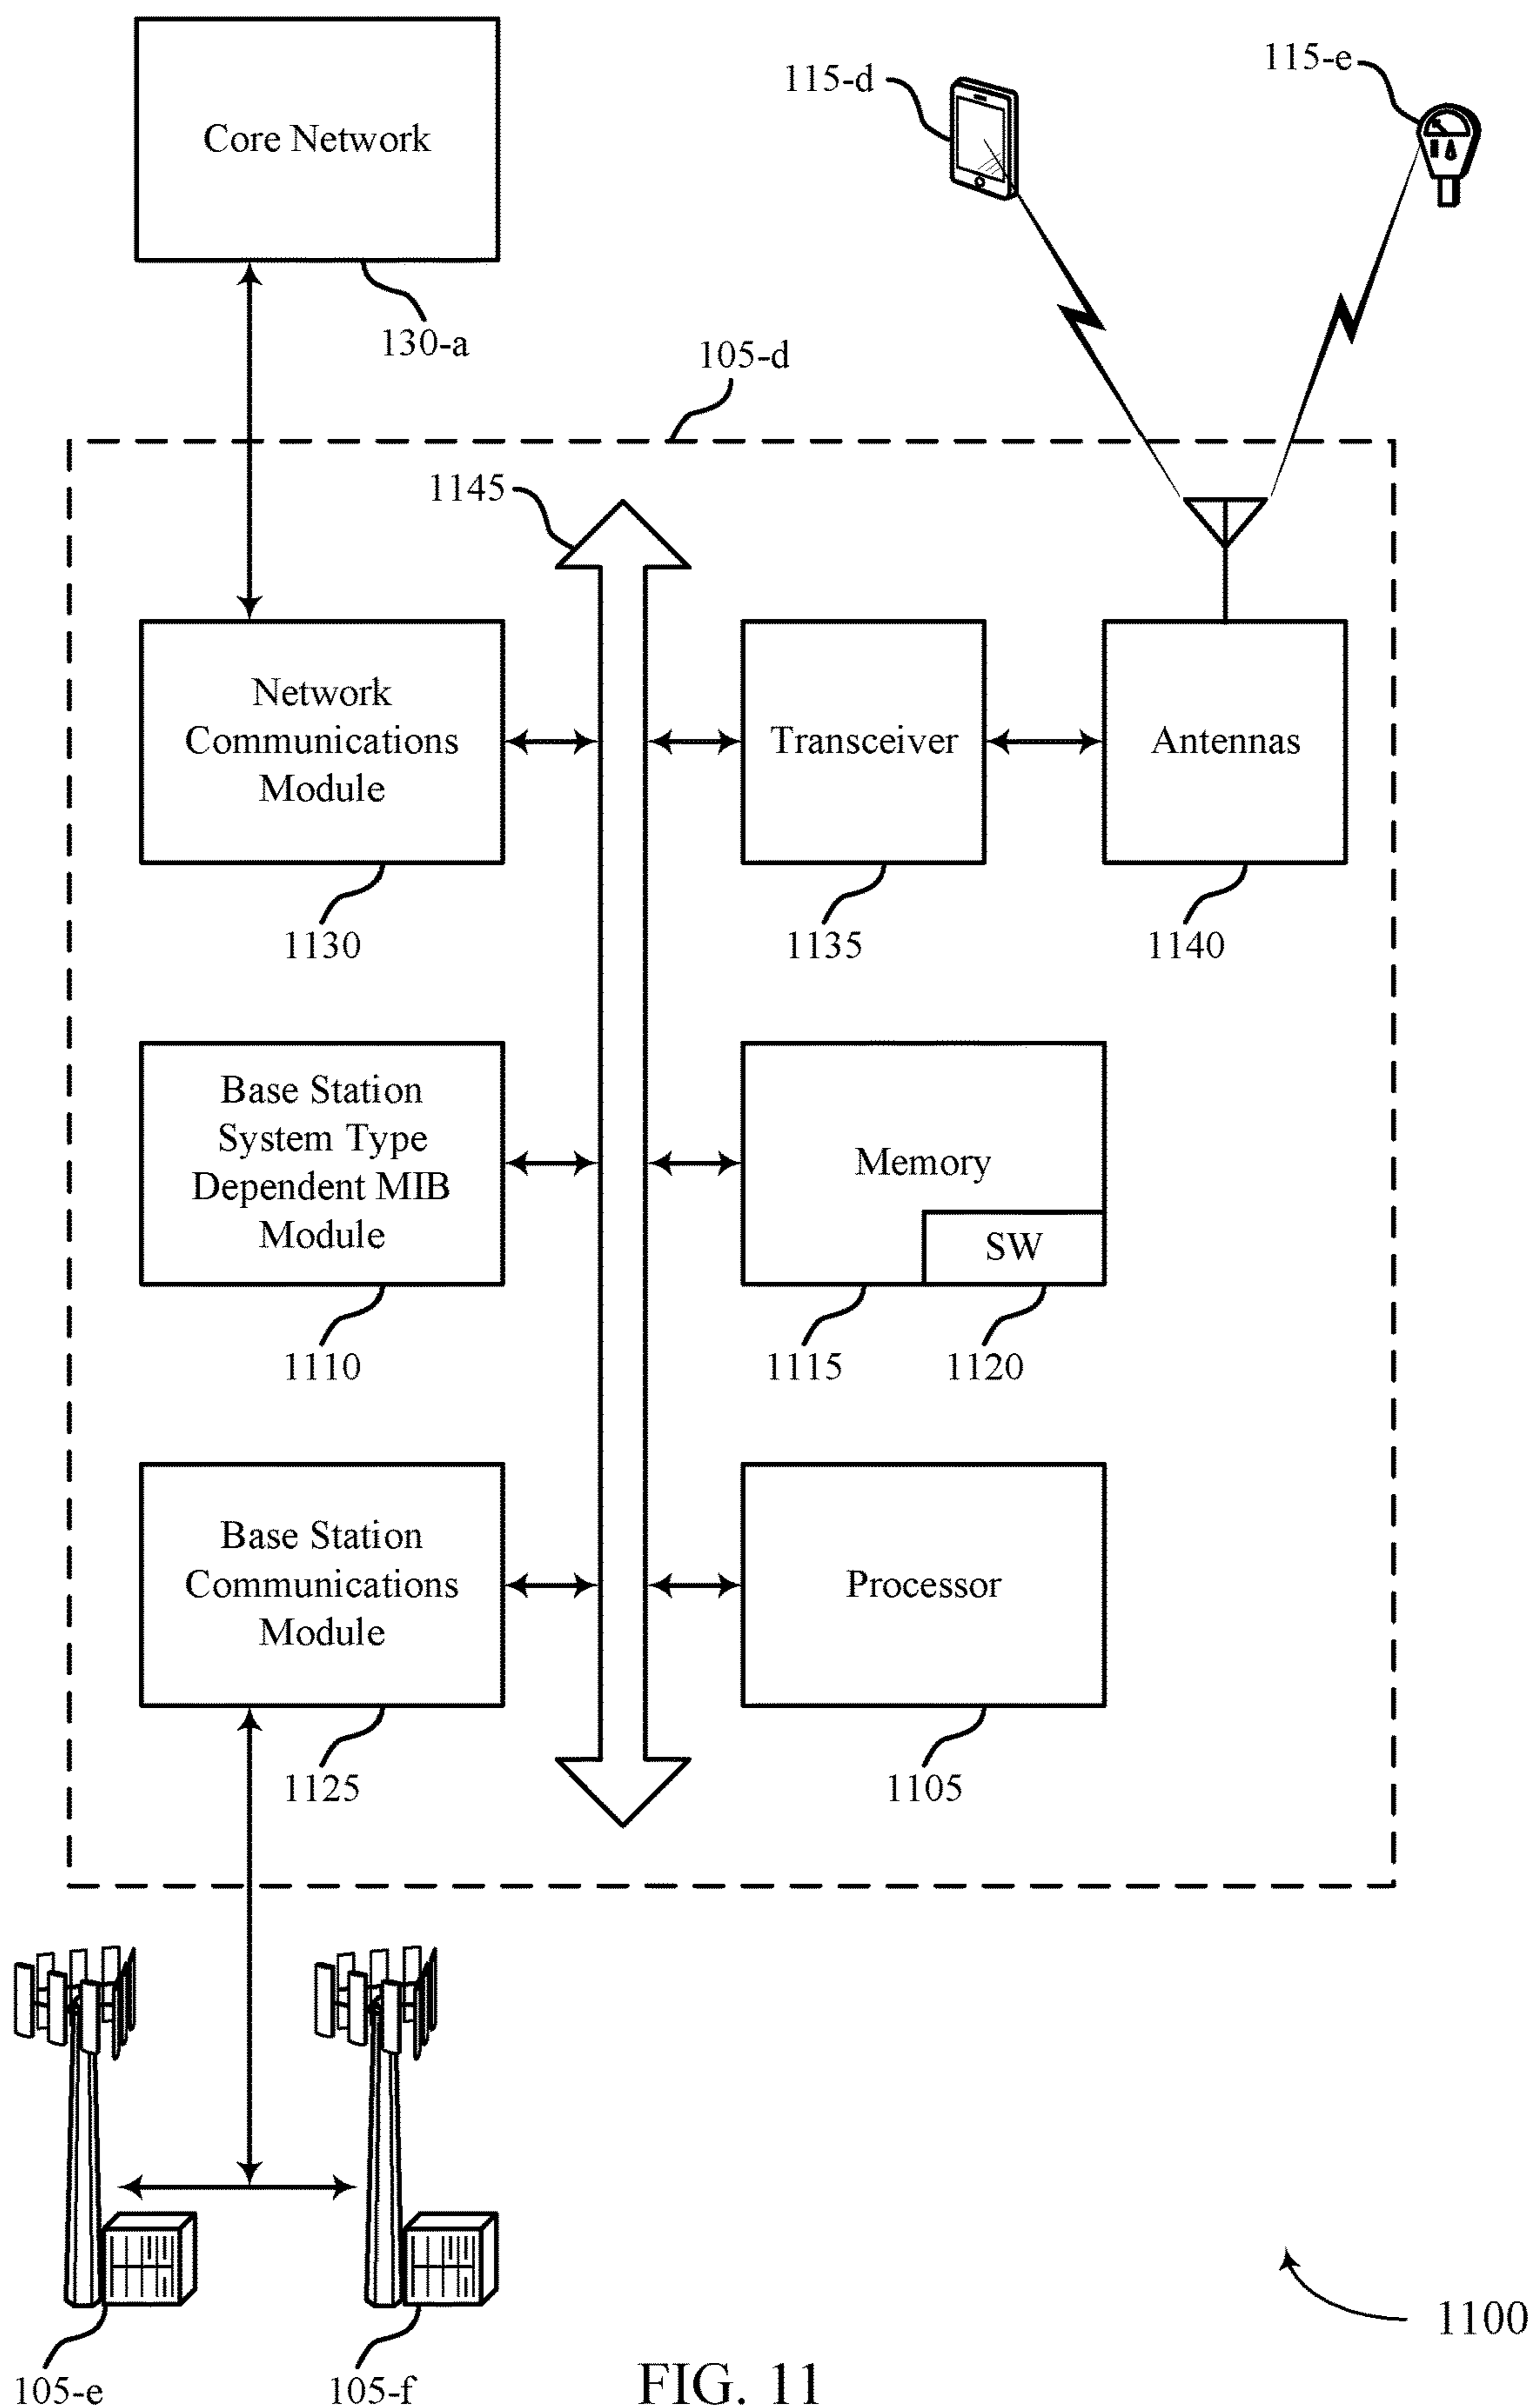 Core Network
130-a
115-d
115-e
105-d
1145
Network
Communications
Module
1130
Transceiver
1135
Antennas
1140
Base Station
System Type
Dependent MIB
Module
1110
Memory
SW
1115
1120
Base Station
Communications
Module
1125
Processor
1105
105-e
105-f
1100
FIG. 11